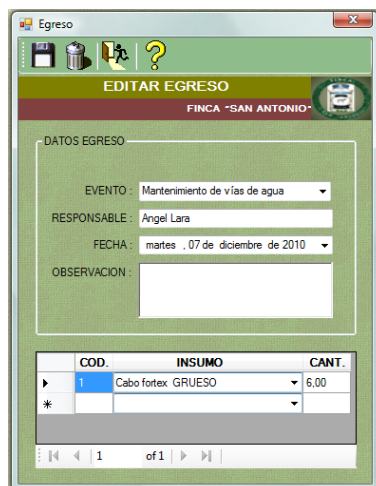 Egreso
EDITAR EGRESO
FINCA "SAN ANTONIO"
DATOS EGRESO
EVENTO : Mantenimiento de vías de agua
RESPONSABLE : Angel Lara
FECHA : martes , 07 de diciembre de 2010
OBSERVACION :
COD. INSUMO CANT.
1 Cabo fortex GRUESO 6,00
1 of 1